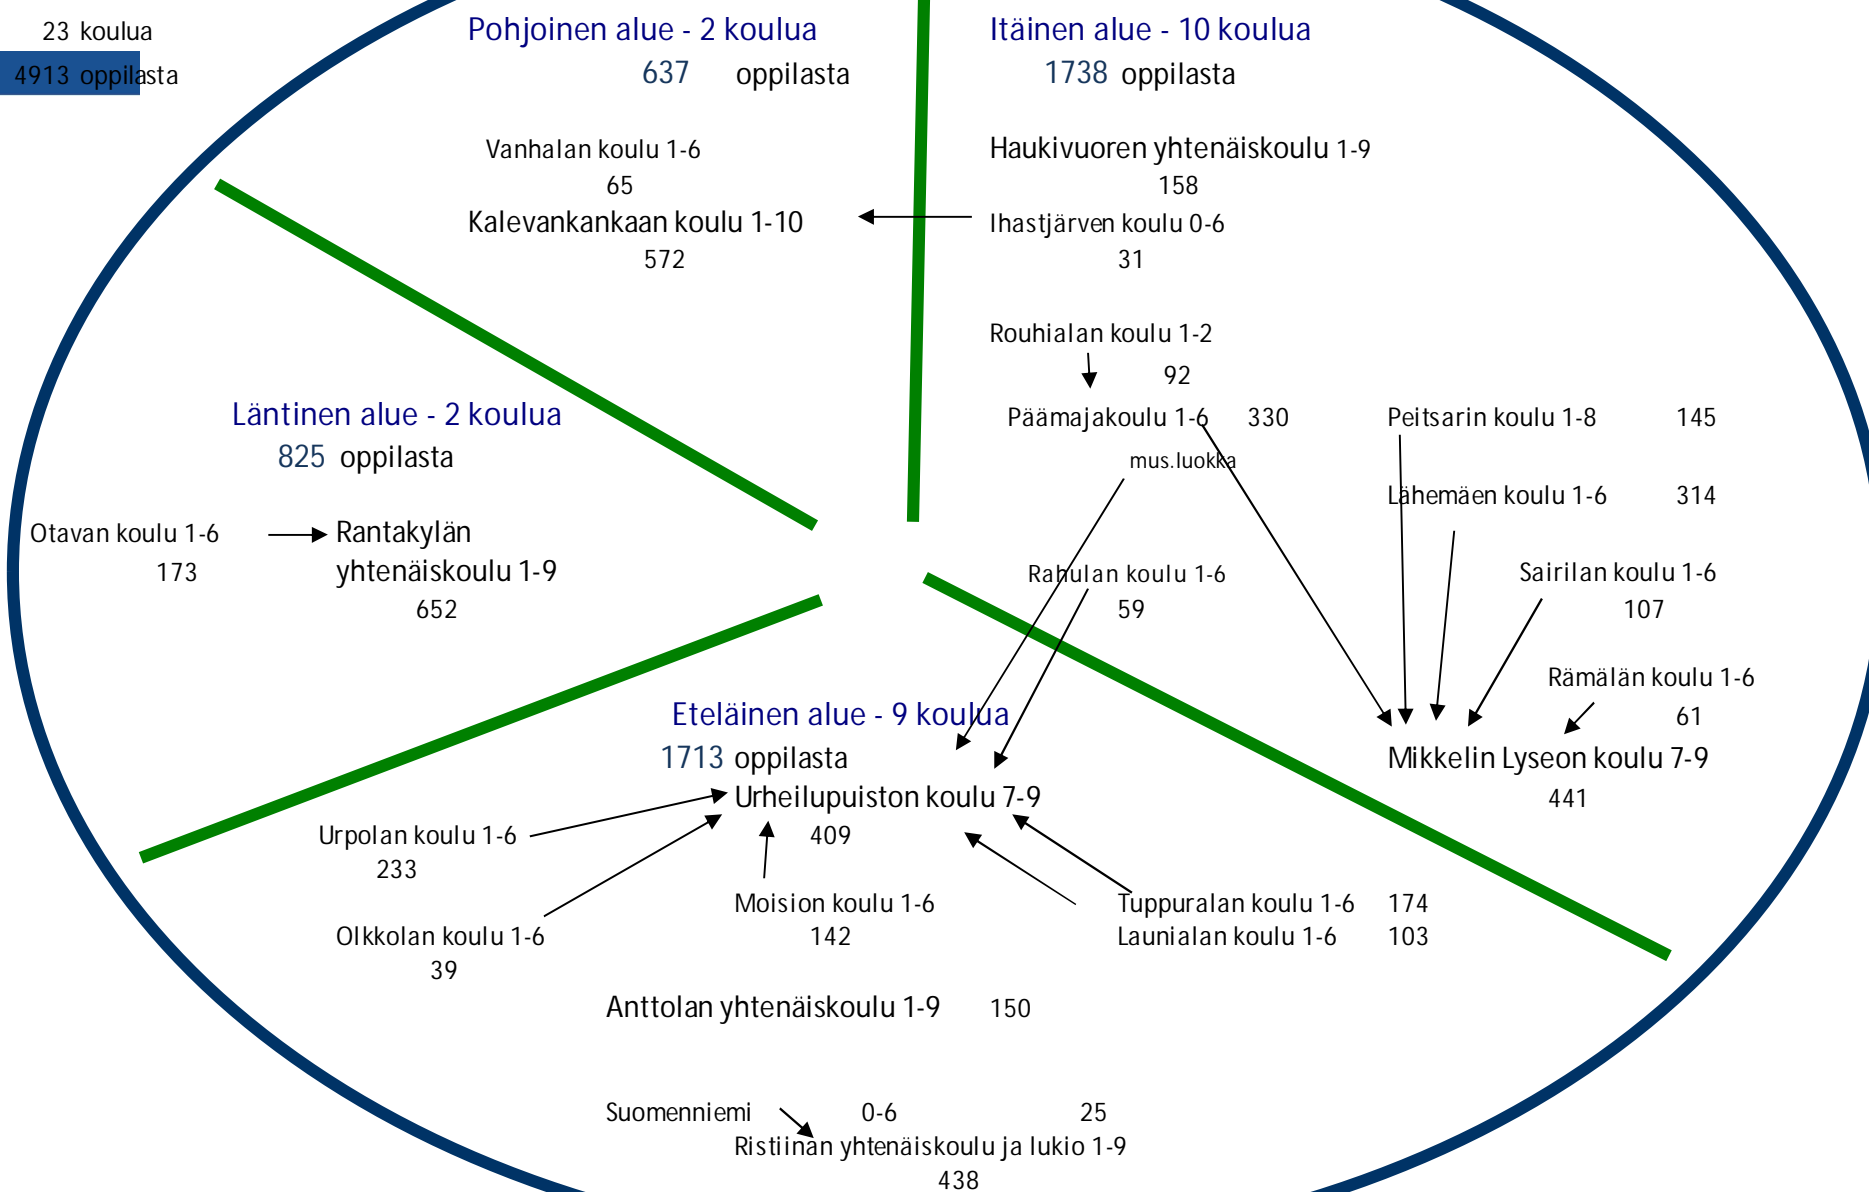 23 koulua
4913 oppilasta
Pohjoinen alue - 2 koulua
637 oppilasta
Vanhalan koulu 1-6
65
Kalevankankaan koulu 1-10
572
Itäinen alue - 10 koulua
1738 oppilasta
Haukivuoren yhtenäiskoulu 1-9
158
Ihastjärven koulu 0-6
31
Rouhialan koulu 1-2
92
Päämajakoulu 1-6 330
mus.luokka
Peitsarin koulu 1-8 145
Lähemäen koulu 1-6 314
Rahulan koulu 1-6
59
Sairilan koulu 1-6
107
Rämälän koulu 1-6
61
Mikkelin Lyseon koulu 7-9
441
Läntinen alue - 2 koulua
825 oppilasta
Otavan koulu 1-6
173
Rantakylän
yhtenäiskoulu 1-9
652
Eteläinen alue - 9 koulua
1713 oppilasta
Urheilupuiston koulu 7-9
409
Urpolan koulu 1-6
233
Olkkolan koulu 1-6
39
Moision koulu 1-6
142
Tuppuralan koulu 1-6 174
Launialan koulu 1-6 103
Anttolan yhtenäiskoulu 1-9 150
Suomenniemi 0-6 25
Ristiinan yhtenäiskoulu ja lukio 1-9
438